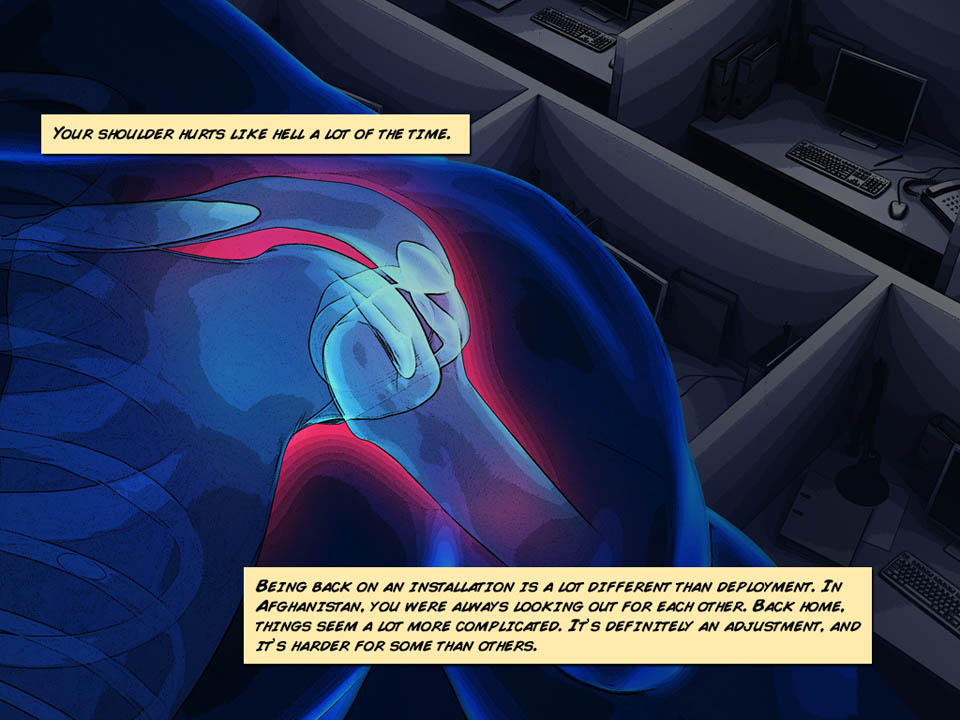 Your shoulder hurts like hell a lot of the time.
Being back on an installation is a lot different than deployment. In
Afghanistan, you were always looking out for each other. Back home,
things seem a lot more complicated. It's definitely an adjustment, and
it's harder for some than others.